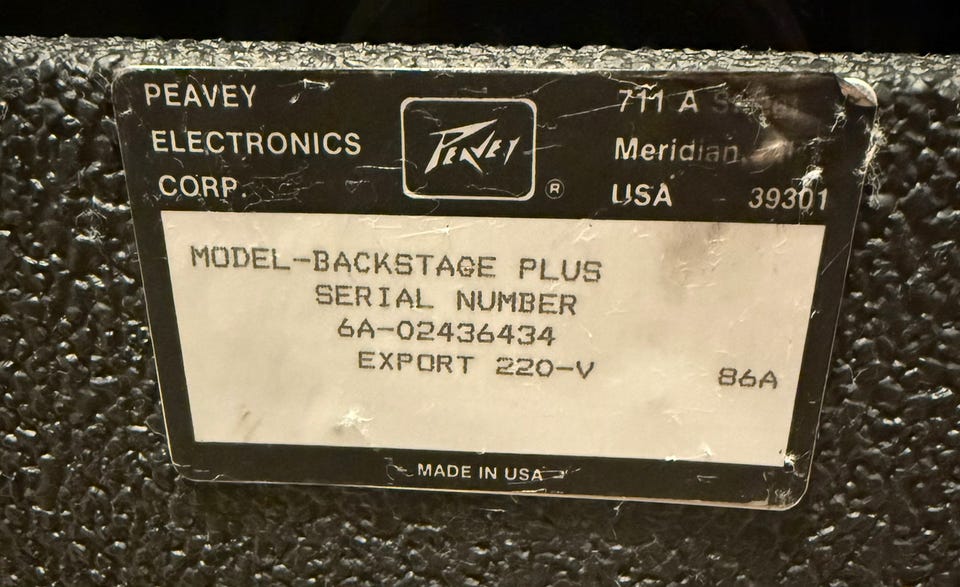 PEAVEY
ELECTRONICS
CORP.
PEAVEY
®
711 A
Meridian,
USA 39301
MODEL-BACKSTAGE PLUS
SERIAL NUMBER
6A-02436434
EXPORT 220-V
86A
MADE IN USA